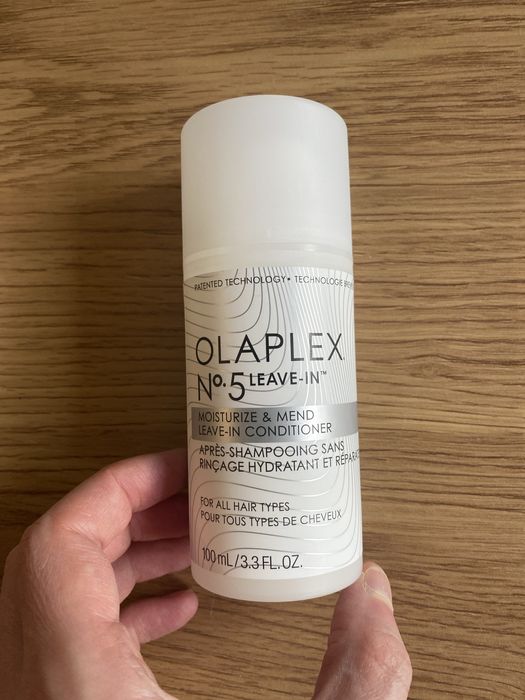 PATENTED TECHNOLOGY • TECHNOLOGIE
OLAPLEX
Nº.5 LEAVE-IN™
MOISTURIZE & MEND
LEAVE-IN CONDITIONER
APRÈS-SHAMPOOING SANS
RINÇAGE HYDRATANT ET
FOR ALL HAIR TYPES
POUR TOUS TYPES DE CHEVEUX
100 mL/3.3 FL.OZ.